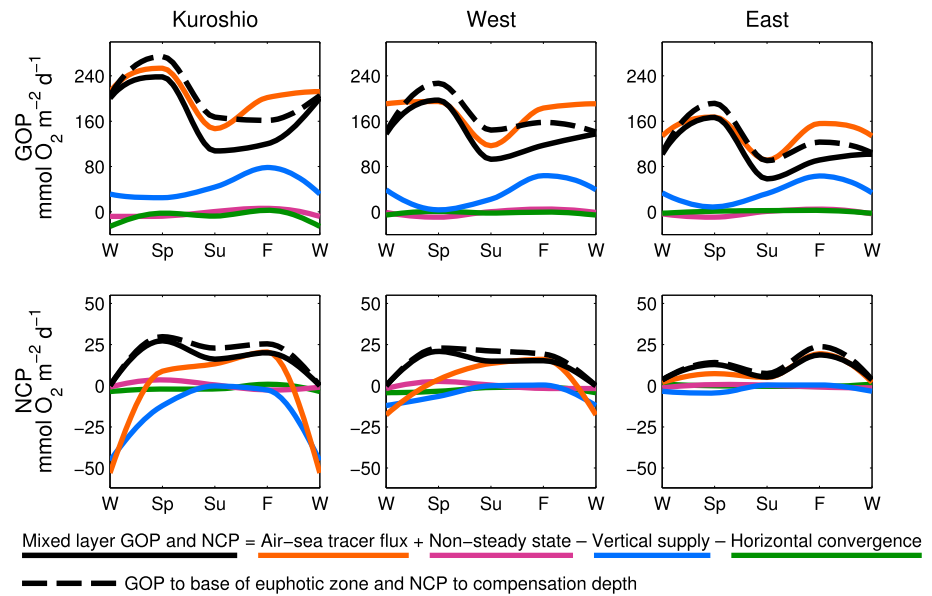 Kuroshio West East
GOP
mmol O2 m−2 d−1
240
160
80
0
W Sp Su F W
240
160
80
0
W Sp Su F W
240
160
80
0
W Sp Su F W
NCP
mmol O2 m−2 d−1
50
25
0
−25
−50
W Sp Su F W
50
25
0
−25
−50
W Sp Su F W
50
25
0
−25
−50
W Sp Su F W
Mixed layer GOP and NCP = Air−sea tracer flux + Non−steady state − Vertical supply − Horizontal convergence
GOP to base of euphotic zone and NCP to compensation depth